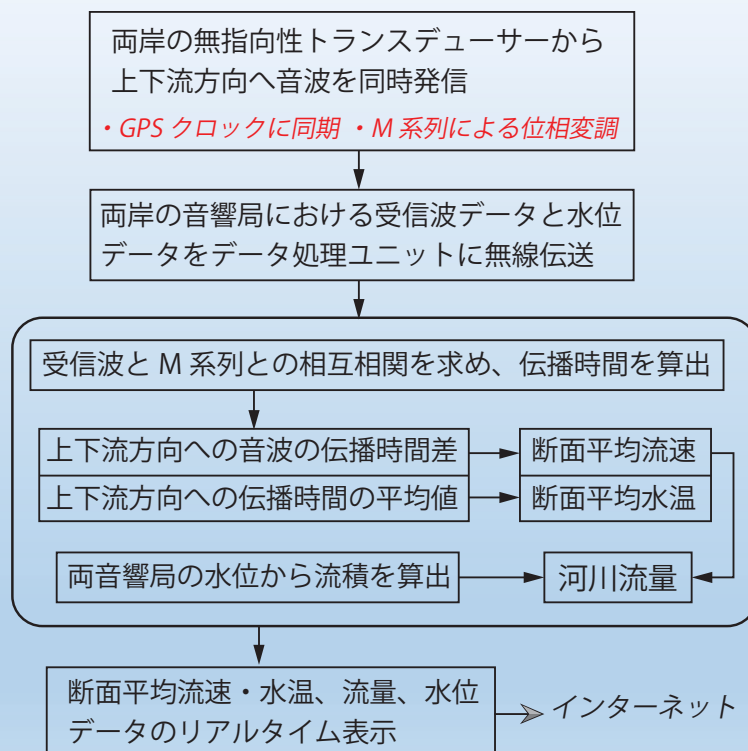 両岸の無指向性トランスデューサーから
上下流方向へ音波を同時発信
・GPS クロックに同期 ・M 系列による位相変調
両岸の音響局における受信波データと水位
データをデータ処理ユニットに無線伝送
受信波と M 系列との相互相関を求め、伝播時間を算出
上下流方向への音波の伝播時間差
断面平均流速
上下流方向への伝播時間の平均値
断面平均水温
両音響局の水位から流積を算出
河川流量
断面平均流速・水温、流量、水位
データのリアルタイム表示
インターネット